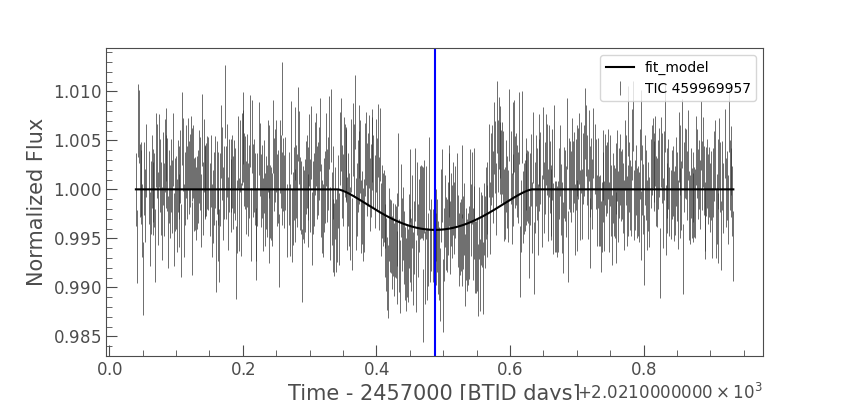 fit_model
TIC 459969957
1.010
1.005
1.000
0.995
0.990
0.985
Normalized Flux
0.0 0.2 0.4 0.6 0.8
Time - 2457000 [BTJD days]
+2.0210000000 × 10³